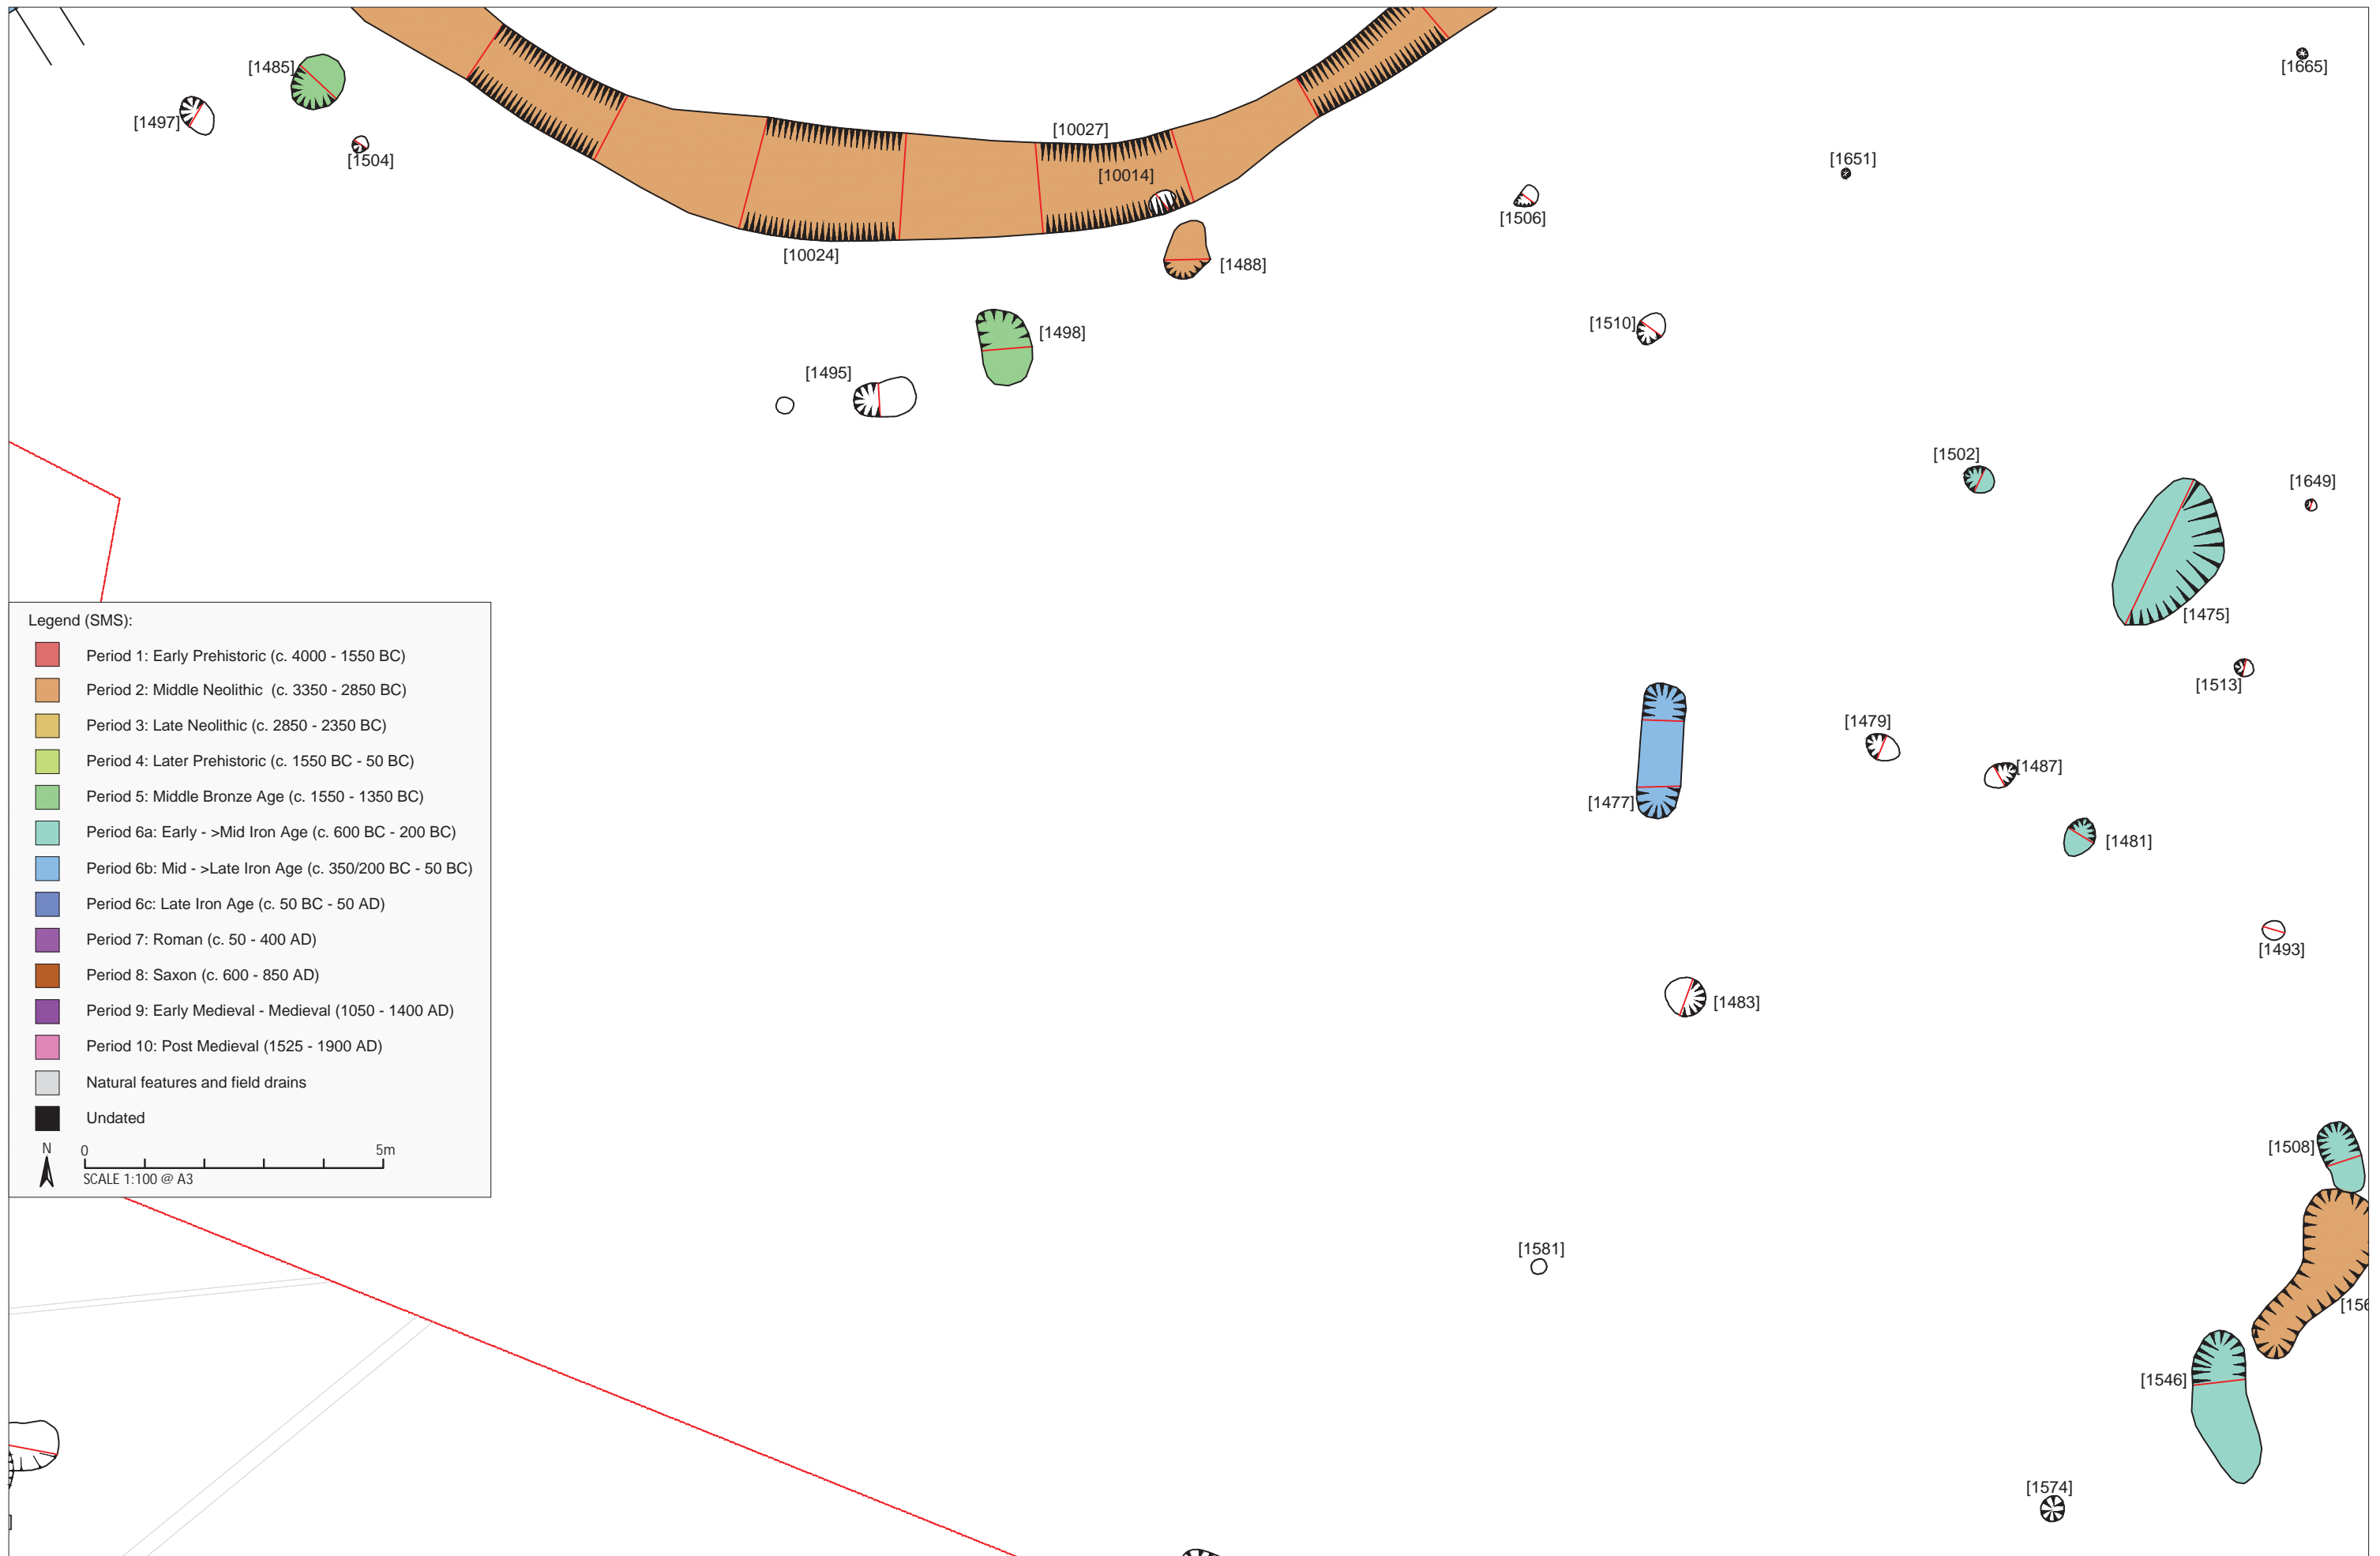 [1485]
[1497]
[1504]
[10027]
[10014]
[10024]
[1488]
[1498]
[1495]
[1506]
[1510]
[1651]
[1665]
[1502]
[1649]
[1475]
[1513]
[1477]
[1479]
[1487]
[1481]
[1493]
[1483]
[1508]
[1581]
[156
[1546]
[1574]
]
Legend (SMS):
Period 1: Early Prehistoric (c. 4000 - 1550 BC)
Period 2: Middle Neolithic (c. 3350 - 2850 BC)
Period 3: Late Neolithic (c. 2850 - 2350 BC)
Period 4: Later Prehistoric (c. 1550 BC - 50 BC)
Period 5: Middle Bronze Age (c. 1550 - 1350 BC)
Period 6a: Early - >Mid Iron Age (c. 600 BC - 200 BC)
Period 6b: Mid - >Late Iron Age (c. 350/200 BC - 50 BC)
Period 6c: Late Iron Age (c. 50 BC - 50 AD)
Period 7: Roman (c. 50 - 400 AD)
Period 8: Saxon (c. 600 - 850 AD)
Period 9: Early Medieval - Medieval (1050 - 1400 AD)
Period 10: Post Medieval (1525 - 1900 AD)
Natural features and field drains
Undated
N 0 5m
SCALE 1:100 @ A3